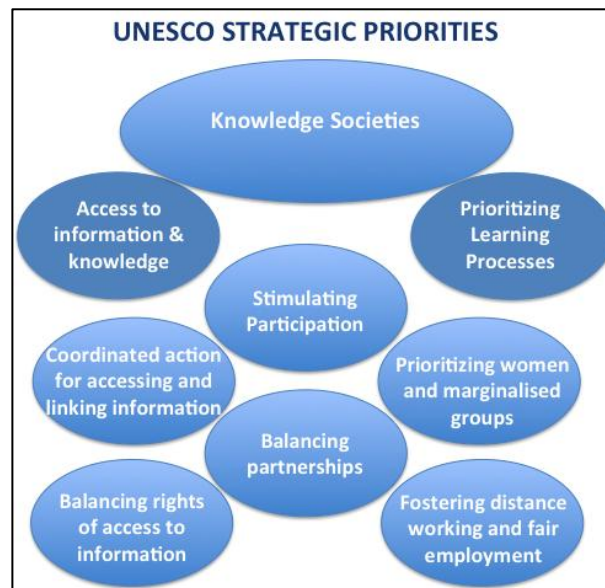 UNESCO STRATEGIC PRIORITIES
Knowledge Societies
Access to
information &
knowledge
Prioritizing
Learning
Processes
Stimulating
Participation
Coordinated action
for accessing and
linking information
Prioritizing women
and marginalised
groups
Balancing
partnerships
Balancing rights
of access to
information
Fostering distance
working and fair
employment